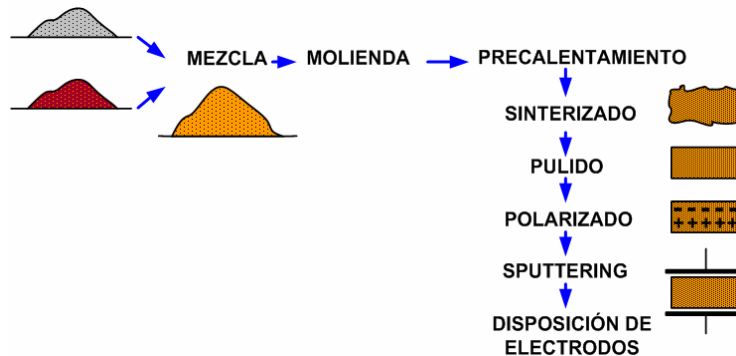 MEZCLA
MOLIENDA
PRECALENTAMIENTO
SINTERIZADO
PULIDO
POLARIZADO
SPUTTERING
DISPOSICIÓN DE
ELECTRODOS